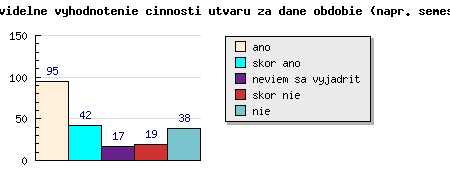 videlne vyhodnotenie cinnosti utvaru za dane obdobie (napr. semes
150
100
50
0
95
42
17
19
38
ano
skor ano
neviem sa vyjadrit
skor nie
nie